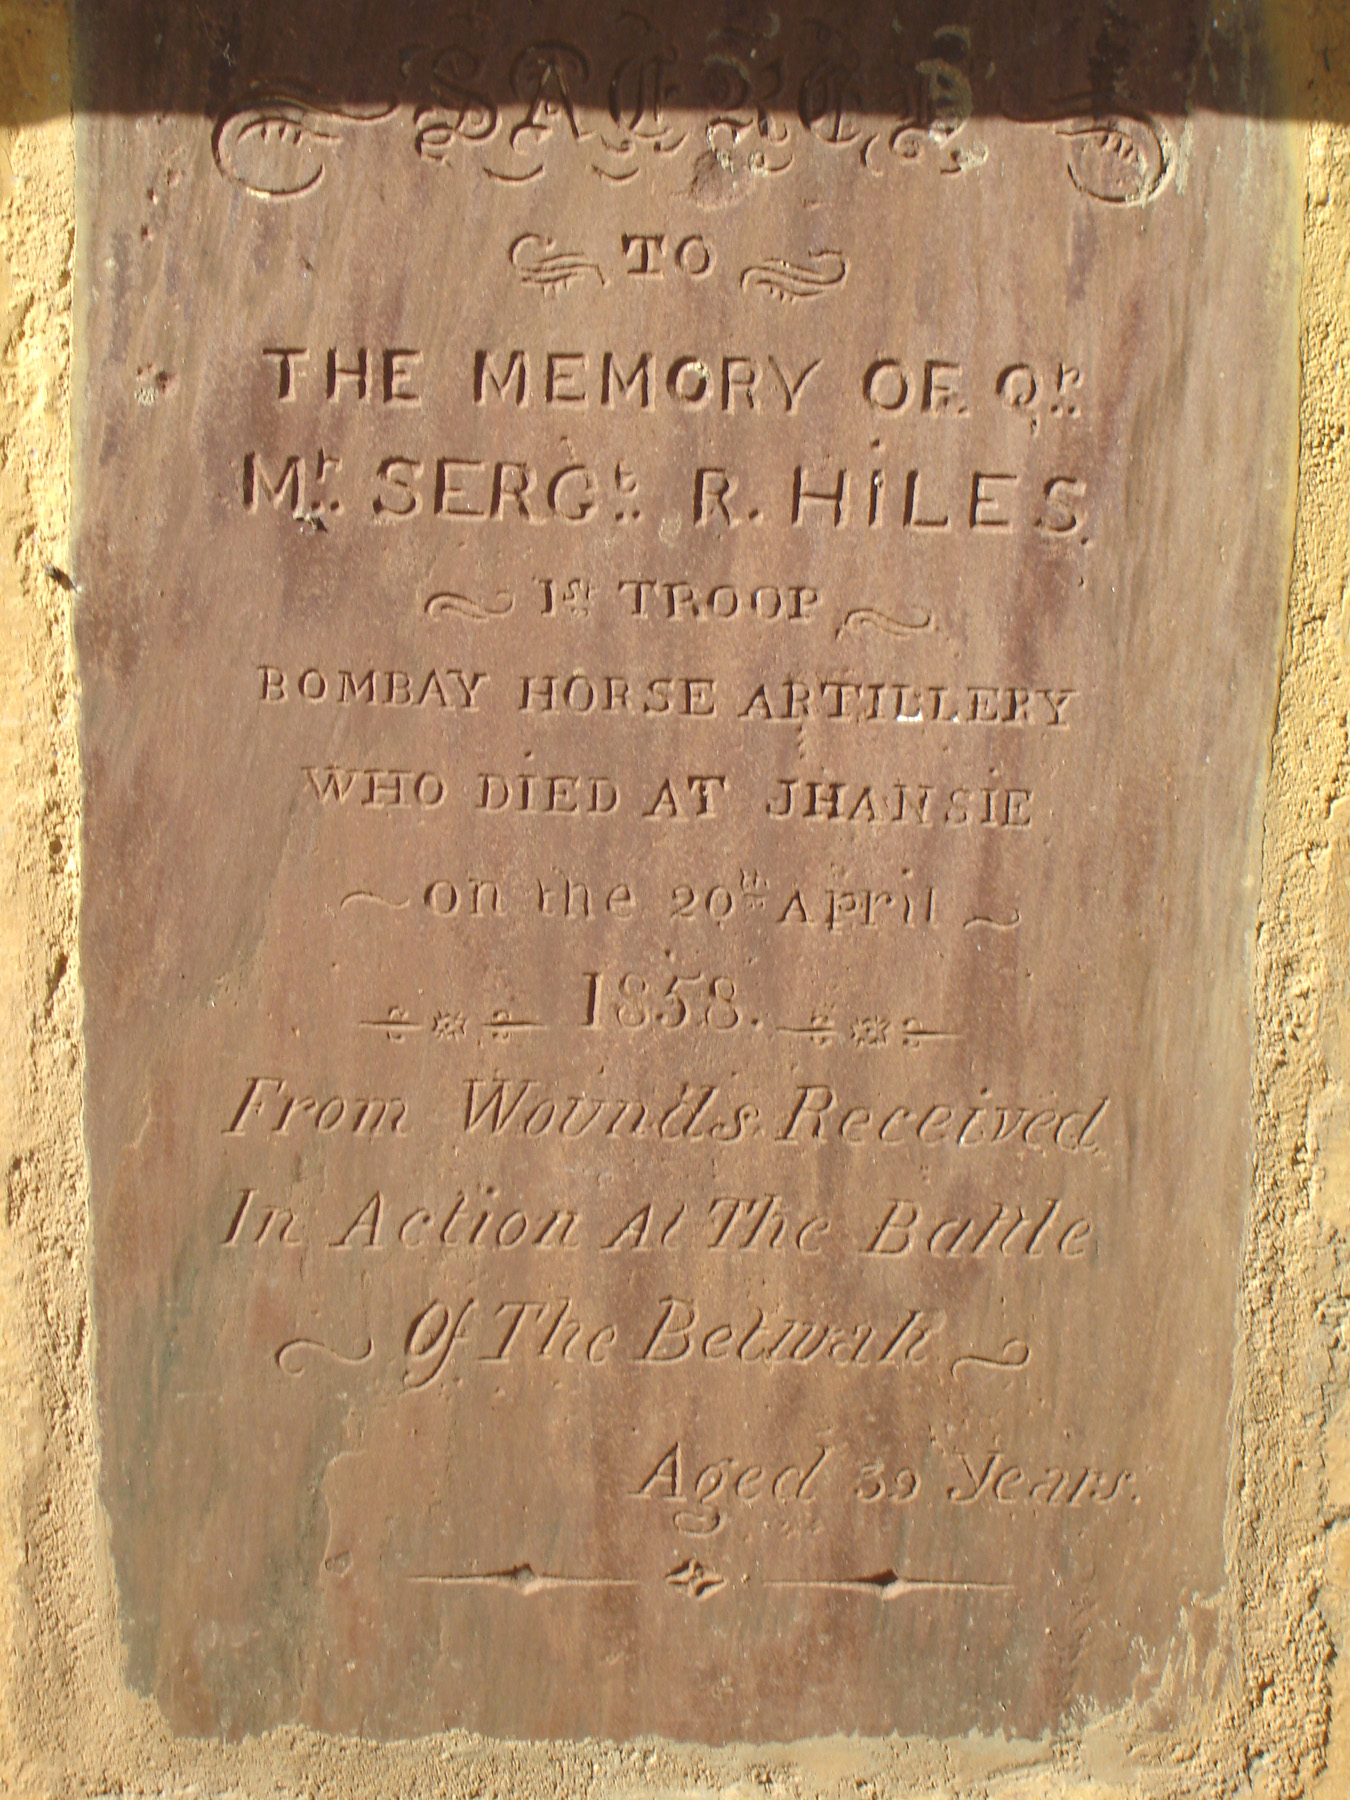 SACRED
TO
THE MEMORY OF Qr.
Mr. SERGt. R. HILES.
1st TROOP
BOMBAY HORSE ARTILLERY
WHO DIED AT JHANSIE
on the 20th April
1858.
From Wounds Received
In Action At The Battle
Of The Betwah
Aged 39 Years.